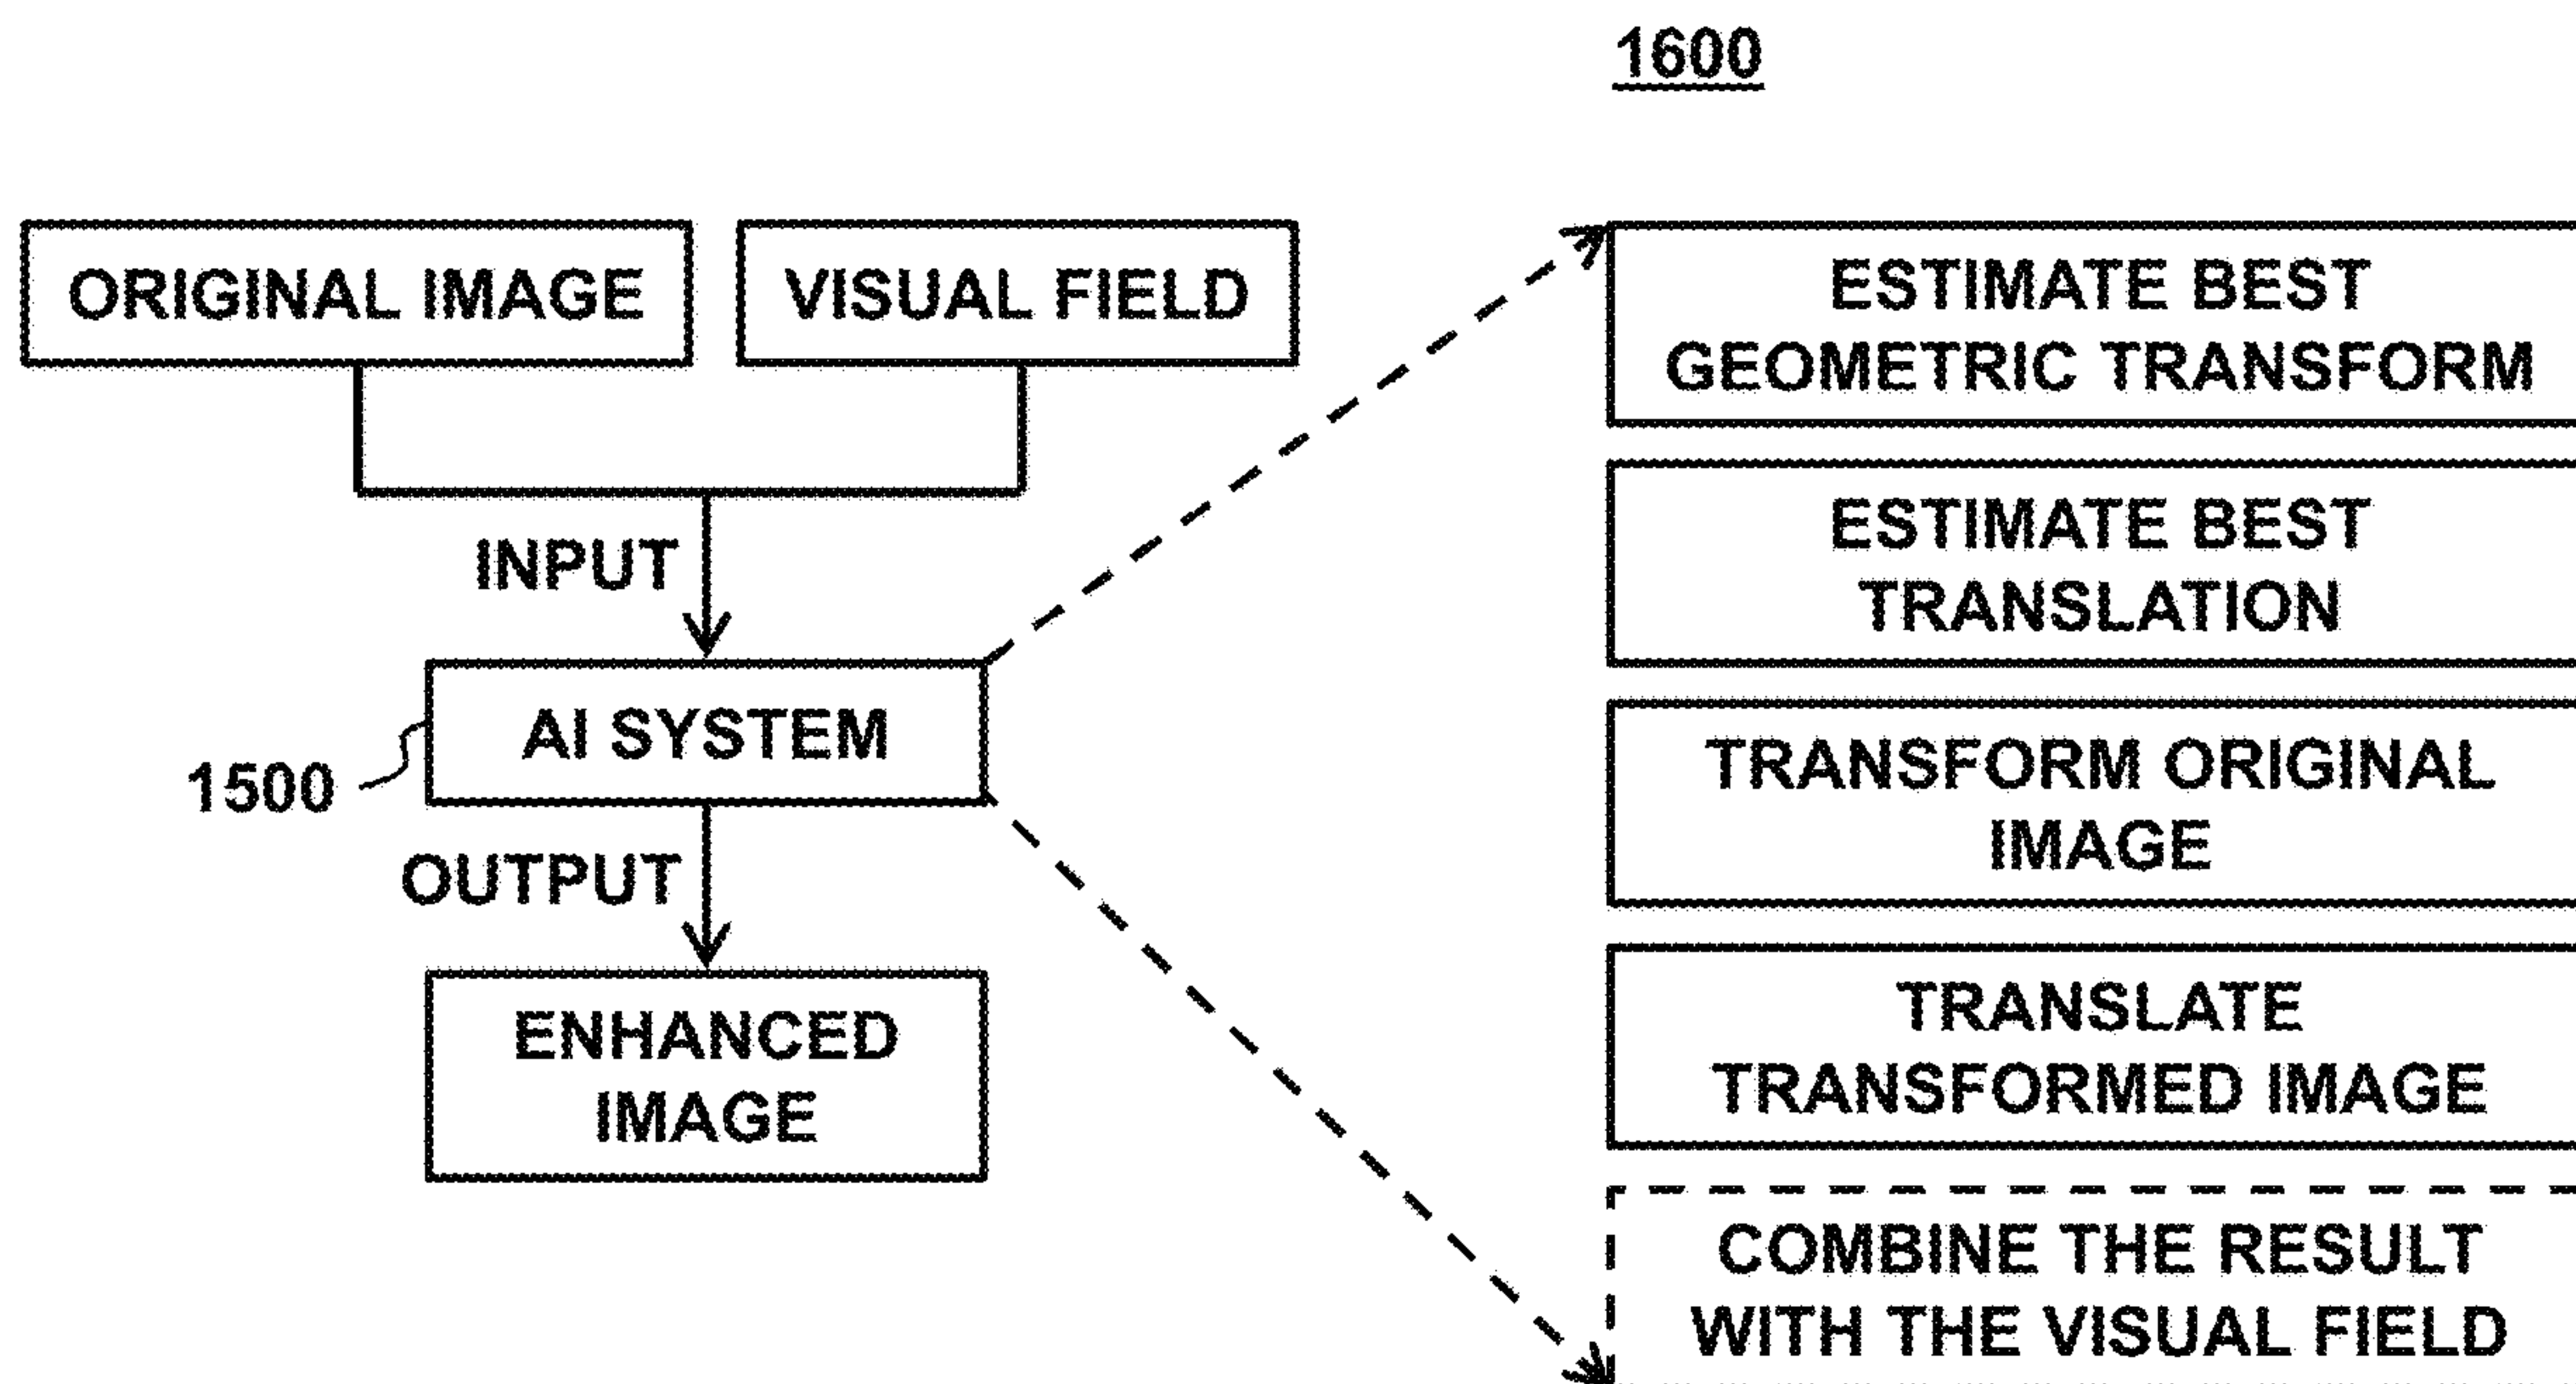 1600
ORIGINAL IMAGE
VISUAL FIELD
INPUT
AI SYSTEM
1500
OUTPUT
ENHANCED
IMAGE
ESTIMATE BEST
GEOMETRIC TRANSFORM
ESTIMATE BEST
TRANSLATION
TRANSFORM ORIGINAL
IMAGE
TRANSLATE
TRANSFORMED IMAGE
COMBINE THE RESULT
WITH THE VISUAL FIELD